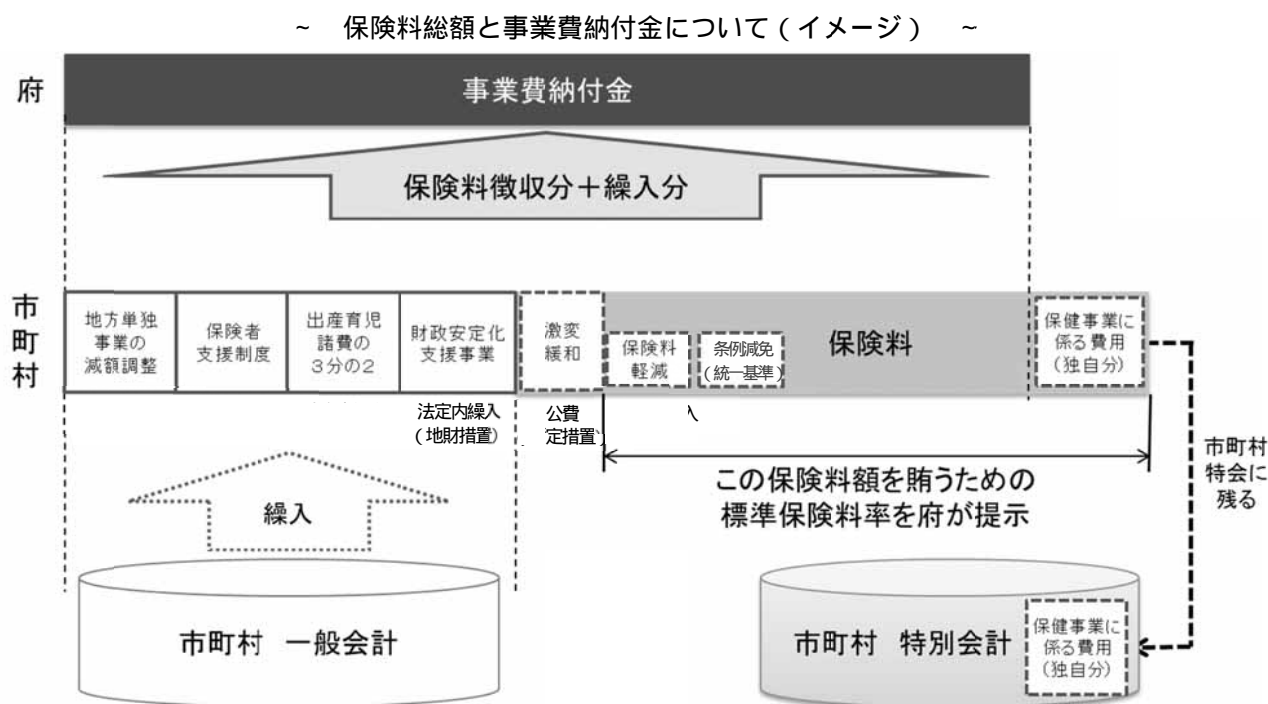 ~ 保険料総額と事業費納付金について(イメージ) ~
府
事業費納付金
保険料徴収分+繰入分
市町村
地方単独
事業の
減額調整
保険者
支援制度
出産育児
諸費の
3分の2
財政安定化
支援事業
激変
緩和
保険料
軽減
条例減免
(統一基準)
保険料
保健事業に
係る費用
(独自分)
法定内繰入
(地財措置)
公費
定措置
市町村
特会に
残る
この保険料額を賄うための
標準保険料率を府が提示
繰入
市町村 一般会計
市町村 特別会計
保健事業に
係る費用
(独自分)